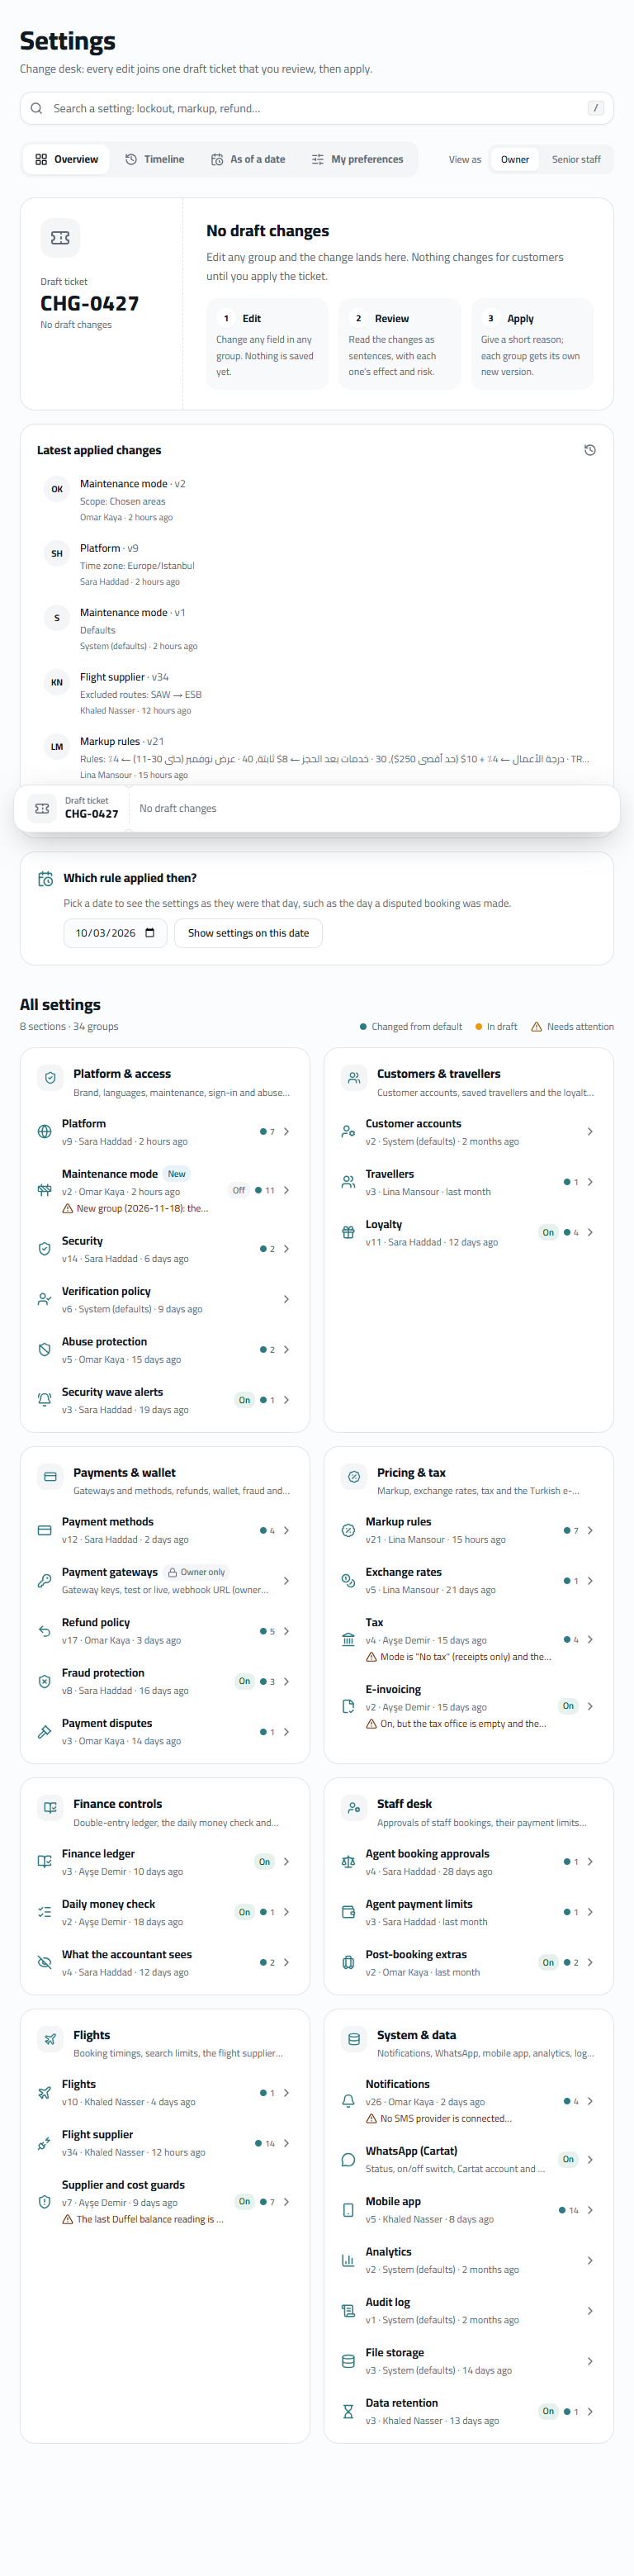 Settings
Change desk: every edit joins one draft ticket that you review, then apply.
Search a setting: lockout, markup, refund... /
Overview Timeline As of a date My preferences View as Owner Senior staff
Draft ticket
CHG-0427
No draft changes
No draft changes
Edit any group and the change lands here. Nothing changes for customers
until you apply the ticket.
1 Edit
Change any field in any
group. Nothing is saved
yet.
2 Review
Read the changes as
sentences, with each
one's effect and risk.
3 Apply
Give a short reason;
each group gets its own
new version.
Latest applied changes
OK Maintenance mode · v2
Scope: Chosen areas
Omar Kaya · 2 hours ago
SH Platform · v9
Time zone: Europe/Istanbul
Sara Haddad · 2 hours ago
S Maintenance mode · v1
Defaults
System (defaults) · 2 hours ago
KN Flight supplier · v34
Excluded routes: SAW → ESB
Khaled Nasser · 12 hours ago
LM Markup rules · v21
Rules: درجة الأعمال ← 4٪ + $10 (حد أقصى $250), 30 · خدمات بعد الحجز ← $8 ثابتة, 40 · عرض نوفمبر (حتى 30-11) ← 4٪ · TR...
Lina Mansour · 15 hours ago
Draft ticket
CHG-0427
No draft changes
Which rule applied then?
Pick a date to see the settings as they were that day, such as the day a disputed booking was made.
10/03/2026 Show settings on this date
All settings
8 sections · 34 groups Changed from default In draft Needs attention
Platform & access
Brand, languages, maintenance, sign-in and abuse...
Platform
v9 · Sara Haddad · 2 hours ago 7
Maintenance mode New
v2 · Omar Kaya · 2 hours ago Off 11
New group (2026-11-18): the...
Security
v14 · Sara Haddad · 6 days ago 2
Verification policy
v6 · System (defaults) · 9 days ago
Abuse protection
v5 · Omar Kaya · 15 days ago 2
Security wave alerts
v3 · Sara Haddad · 19 days ago On 1
Customers & travellers
Customer accounts, saved travellers and the loyalt...
Customer accounts
v2 · System (defaults) · 2 months ago
Travellers
v3 · Lina Mansour · last month 1
Loyalty
v11 · Sara Haddad · 12 days ago On 4
Payments & wallet
Gateways and methods, refunds, wallet, fraud and...
Payment methods
v12 · Sara Haddad · 2 days ago 4
Payment gateways Owner only
Gateway keys, test or live, webhook URL (owner...
Refund policy
v17 · Omar Kaya · 3 days ago 5
Fraud protection
v8 · Sara Haddad · 16 days ago On 3
Payment disputes
v3 · Omar Kaya · 14 days ago 1
Pricing & tax
Markup, exchange rates, tax and the Turkish e-...
Markup rules
v21 · Lina Mansour · 15 hours ago 7
Exchange rates
v5 · Lina Mansour · 21 days ago 1
Tax
v4 · Ayşe Demir · 15 days ago 4
Mode is "No tax" (receipts only) and the...
E-invoicing
v2 · Ayşe Demir · 15 days ago On
On, but the tax office is empty and the...
Finance controls
Double-entry ledger, the daily money check and...
Finance ledger
v3 · Ayşe Demir · 10 days ago On
Daily money check
v2 · Ayşe Demir · 18 days ago On 1
What the accountant sees
v4 · Sara Haddad · 12 days ago 2
Staff desk
Approvals of staff bookings, their payment limits...
Agent booking approvals
v4 · Sara Haddad · 28 days ago 1
Agent payment limits
v3 · Sara Haddad · last month 1
Post-booking extras
v2 · Omar Kaya · last month On 2
Flights
Booking timings, search limits, the flight supplier...
Flights
v10 · Khaled Nasser · 4 days ago 1
Flight supplier
v34 · Khaled Nasser · 12 hours ago 14
Supplier and cost guards
v7 · Ayşe Demir · 9 days ago On 7
The last Duffel balance reading is ...
System & data
Notifications, WhatsApp, mobile app, analytics, log...
Notifications
v26 · Omar Kaya · 2 days ago 4
No SMS provider is connected...
WhatsApp (Cartat)
Status, on/off switch, Cartat account and ... On
Mobile app
v5 · Khaled Nasser · 8 days ago 14
Analytics
v2 · System (defaults) · 2 months ago
Audit log
v1 · System (defaults) · 2 months ago
File storage
v3 · System (defaults) · 14 days ago
Data retention
v3 · Khaled Nasser · 13 days ago On 1